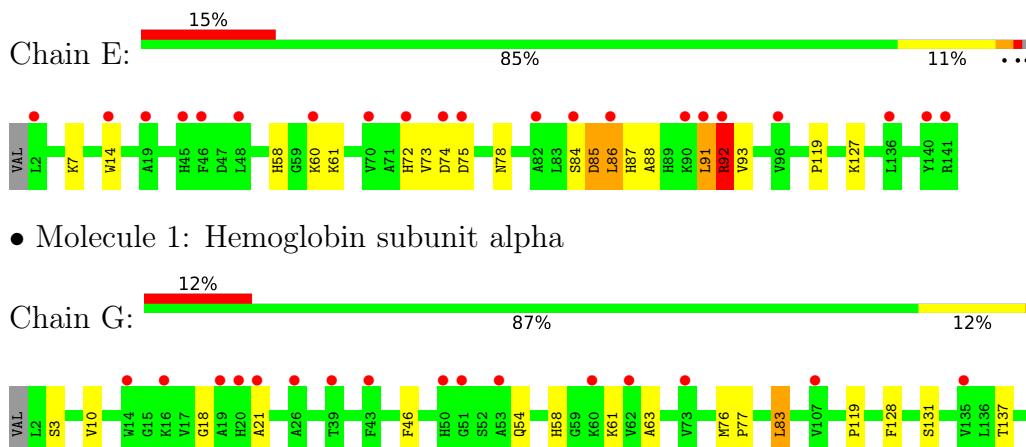 15%
Chain E:
85% 11% • ••
VAL L2 K7 W14 A19 H45 F46 D47 L48 H58 G59 K60 K61 V70 A71 H72 V73 D74 D75 N78 A82 L83 S84 D85 L86 H87 A88 H89 K90 L91 R92 V93 V96 P119 K127 L136 Y140 R141
• Molecule 1: Hemoglobin subunit alpha
12%
Chain G:
87% 12%
VAL L2 S3 V10 W14 G15 K16 V17 G18 A19 H20 A21 A26 T39 F43 F46 H50 G51 S52 A53 Q54 H58 G59 K60 K61 V62 A63 V73 M76 P77 L83 V107 P119 F128 S131 V135 L136 T137